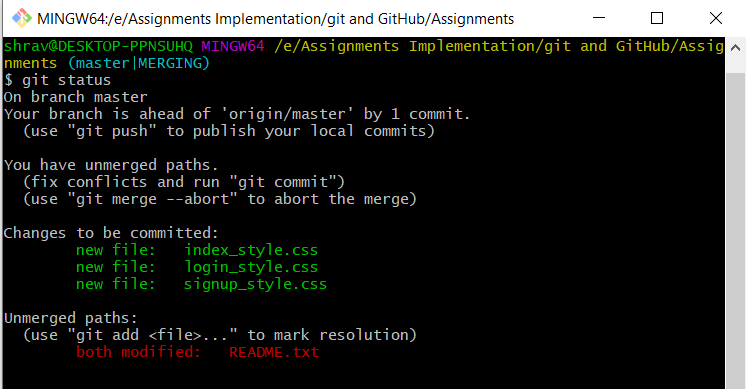 MINGW64:/e/Assignments Implementation/git and GitHub/Assignments
shrav@DESKTOP-PPNSUHQ MINGW64 /e/Assignments Implementation/git and GitHub/Assig
nments (master|MERGING)
$ git status
On branch master
Your branch is ahead of 'origin/master' by 1 commit.
  (use "git push" to publish your local commits)

You have unmerged paths.
  (fix conflicts and run "git commit")
  (use "git merge --abort" to abort the merge)

Changes to be committed:
        new file:   index_style.css
        new file:   login_style.css
        new file:   signup_style.css

Unmerged paths:
  (use "git add <file>..." to mark resolution)
        both modified:   README.txt